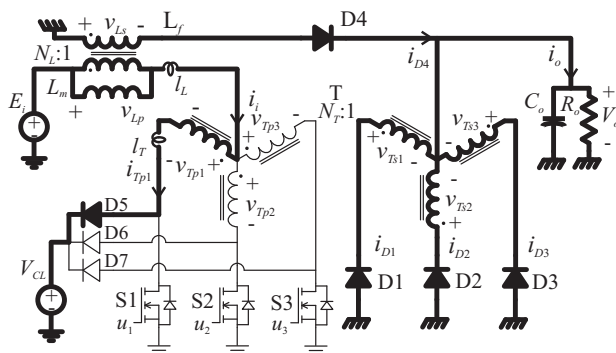 + v_Ls - L_f D4
N_L:1 i_D4 i_o
L_m l_L
E_i + v_Lp - i_i T C_o R_o V_o
N_T:1
v_Tp3 v_Ts3
l_T - v_Tp1 + v_Ts1
i_Tp1
D5 v_Tp2 v_Ts2
D6
D7 i_D1 i_D2 i_D3
V_CL
S1 S2 S3 D1 D2 D3
u_1 u_2 u_3